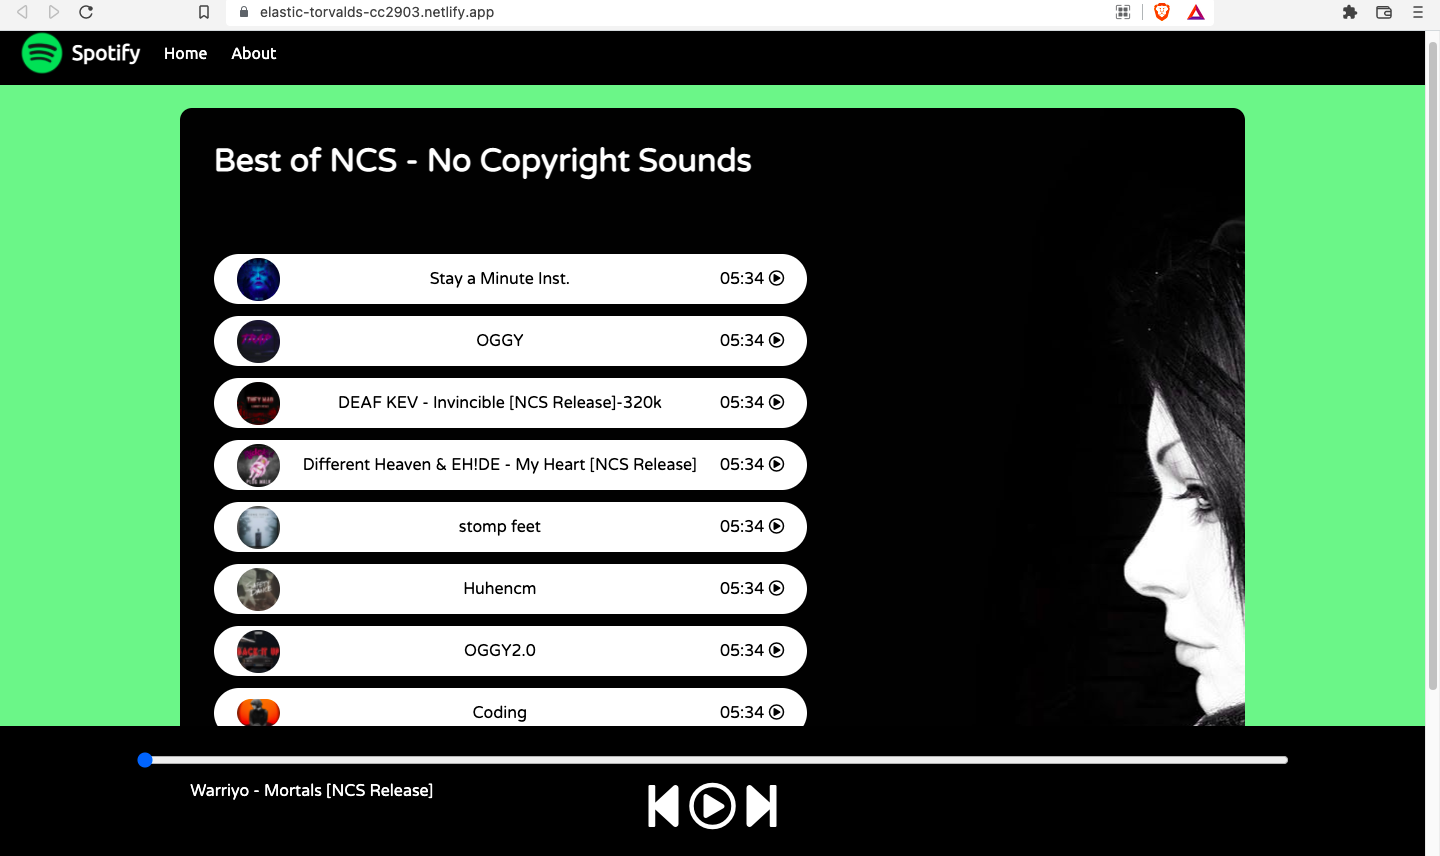 elastic-torvalds-cc2903.netlify.app
Spotify Home About
Best of NCS - No Copyright Sounds
Stay a Minute Inst. 05:34
OGGY 05:34
DEAF KEV - Invincible [NCS Release]-320k 05:34
Different Heaven & EH!DE - My Heart [NCS Release] 05:34
stomp feet 05:34
Huhencm 05:34
BACK IT UP OGGY2.0 05:34
Coding 05:34
Warriyo - Mortals [NCS Release]